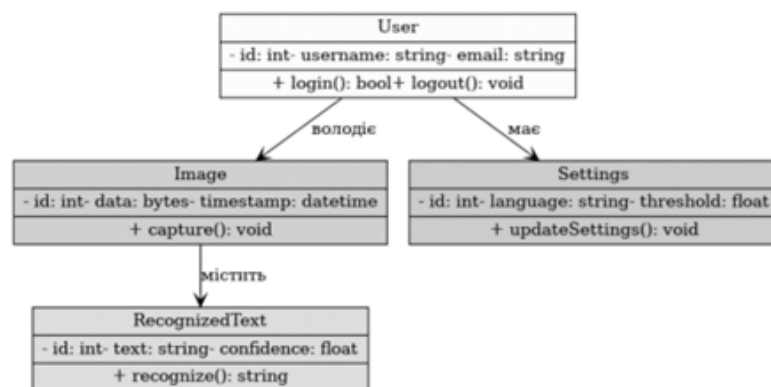 User
- id: int- username: string- email: string
+ login(): bool+ logout(): void
володіє
має
Image
- id: int- data: bytes- timestamp: datetime
+ capture(): void
Settings
- id: int- language: string- threshold: float
+ updateSettings(): void
містить
RecognizedText
- id: int- text: string- confidence: float
+ recognize(): string